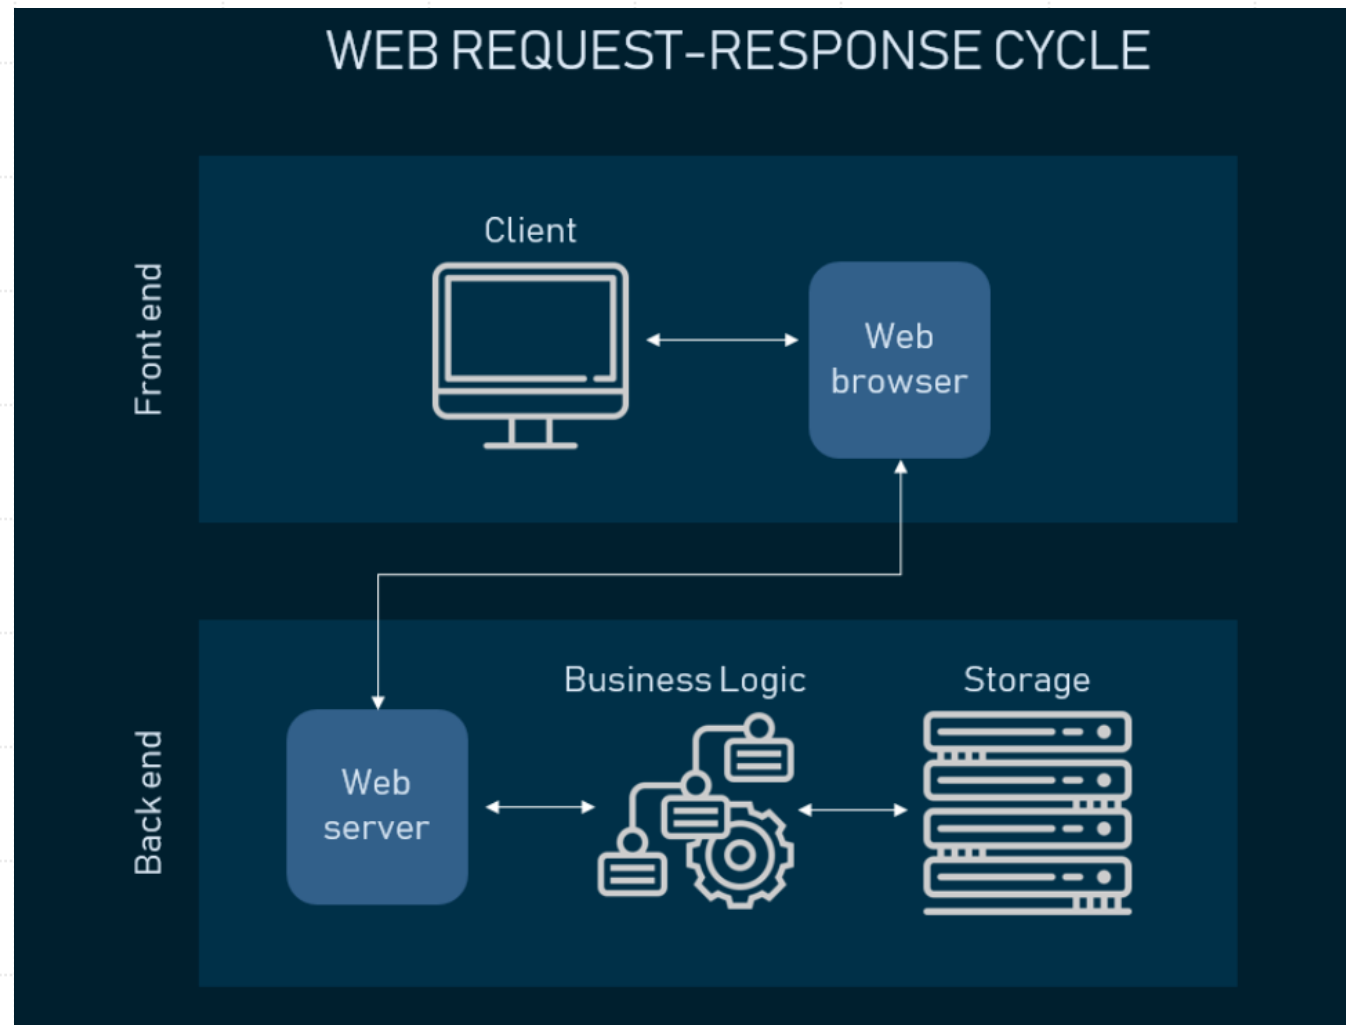 WEB REQUEST-RESPONSE CYCLE
Front end
Client
Web
browser
Back end
Web
server
Business Logic
Storage